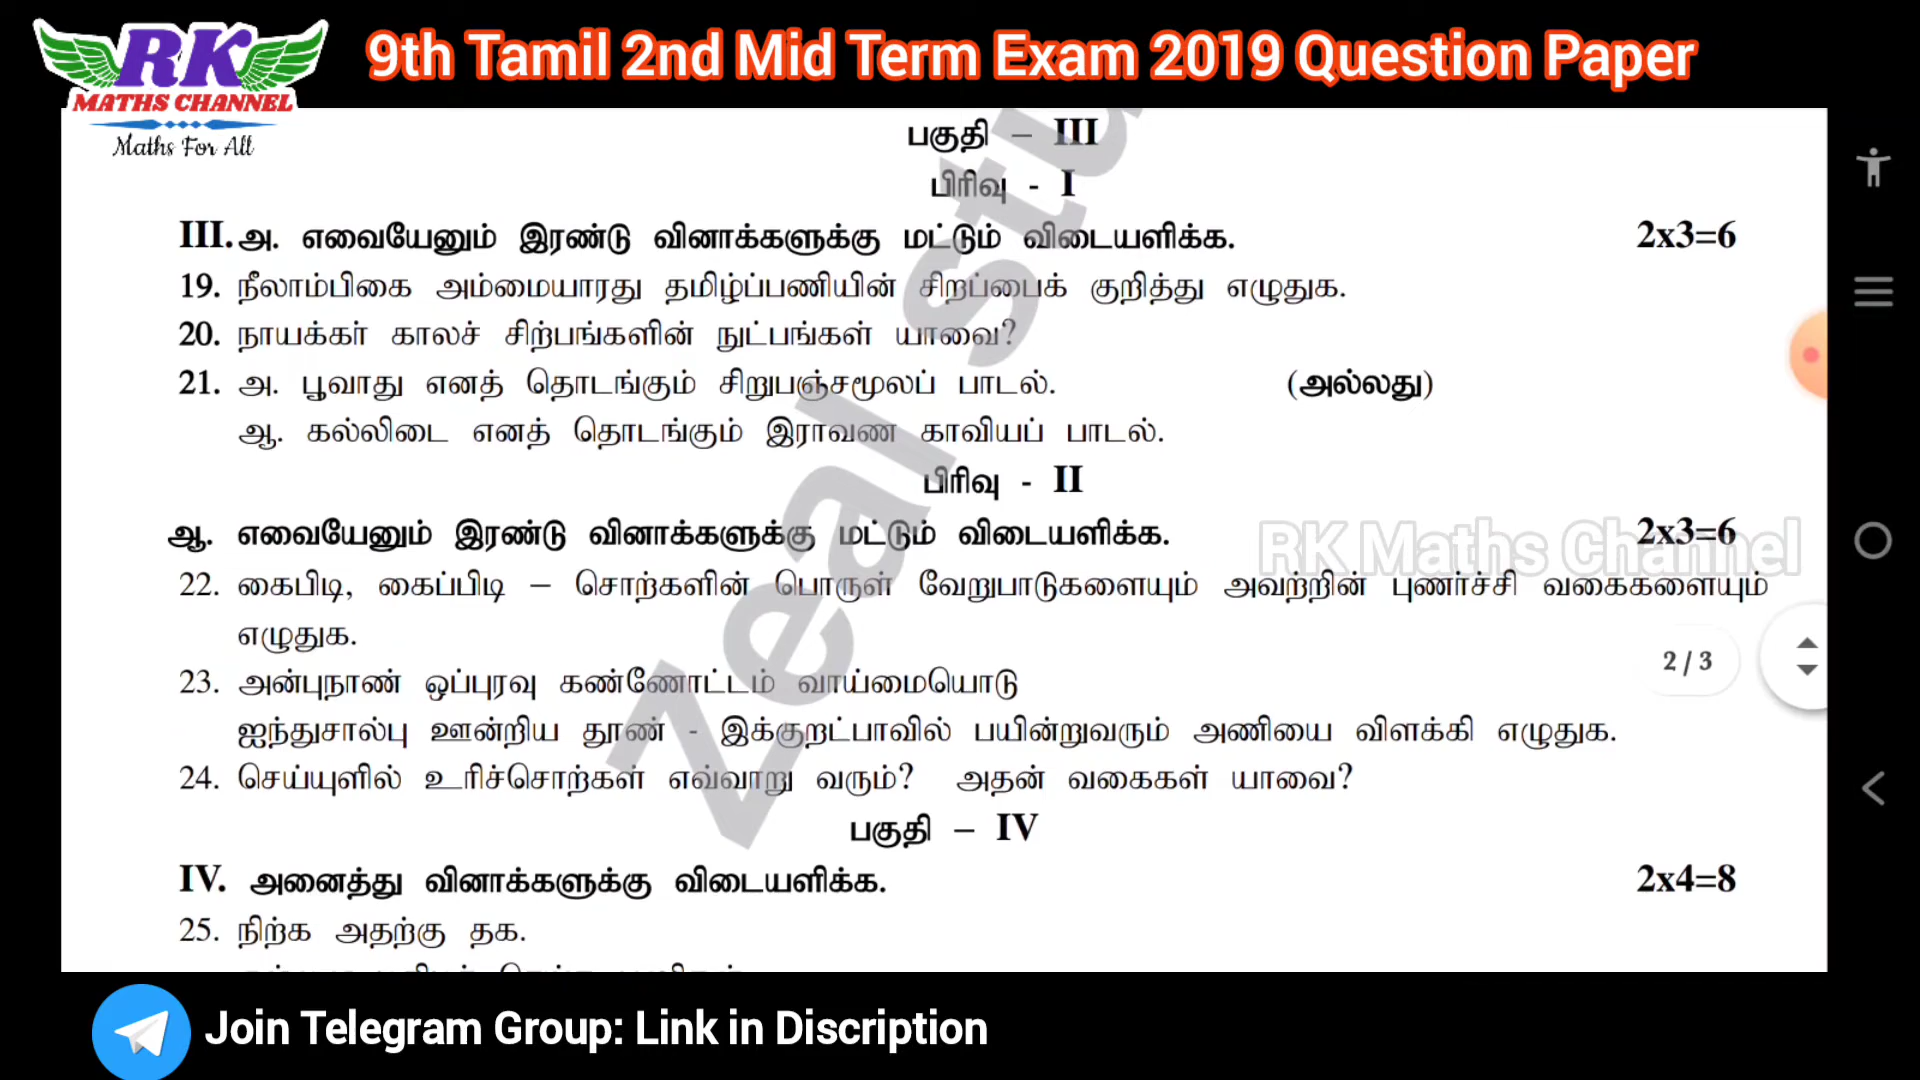 RK
MATHS CHANNEL
Maths For All
9th Tamil 2nd Mid Term Exam 2019 Question Paper
பகுதி – III
பிரிவு - I
III. அ. எவையேனும் இரண்டு வினாக்களுக்கு மட்டும் விடையளிக்க. 2x3=6
19. நீலாம்பிகை அம்மையாரது தமிழ்ப்பணியின் சிறப்பைக் குறித்து எழுதுக.
20. நாயக்கர் காலச் சிற்பங்களின் நுட்பங்கள் யாவை?
21. அ. பூவாது எனத் தொடங்கும் சிறுபஞ்சமூலப் பாடல். (அல்லது)
ஆ. கல்லிடை எனத் தொடங்கும் இராவண காவியப் பாடல்.
பிரிவு - II
ஆ. எவையேனும் இரண்டு வினாக்களுக்கு மட்டும் விடையளிக்க. 2x3=6
RK Maths Channel
22. கைபிடி, கைப்பிடி – சொற்களின் பொருள் வேறுபாடுகளையும் அவற்றின் புணர்ச்சி வகைகளையும்
எழுதுக.
2 / 3
23. அன்புநாண் ஒப்புரவு கண்ணோட்டம் வாய்மையொடு
ஐந்துசால்பு ஊன்றிய தூண் - இக்குறட்பாவில் பயின்றுவரும் அணியை விளக்கி எழுதுக.
24. செய்யுளில் உரிச்சொற்கள் எவ்வாறு வரும்? அதன் வகைகள் யாவை?
பகுதி – IV
IV. அனைத்து வினாக்களுக்கு விடையளிக்க. 2x4=8
25. நிற்க அதற்கு தக.
Zeal stu
Join Telegram Group: Link in Discription